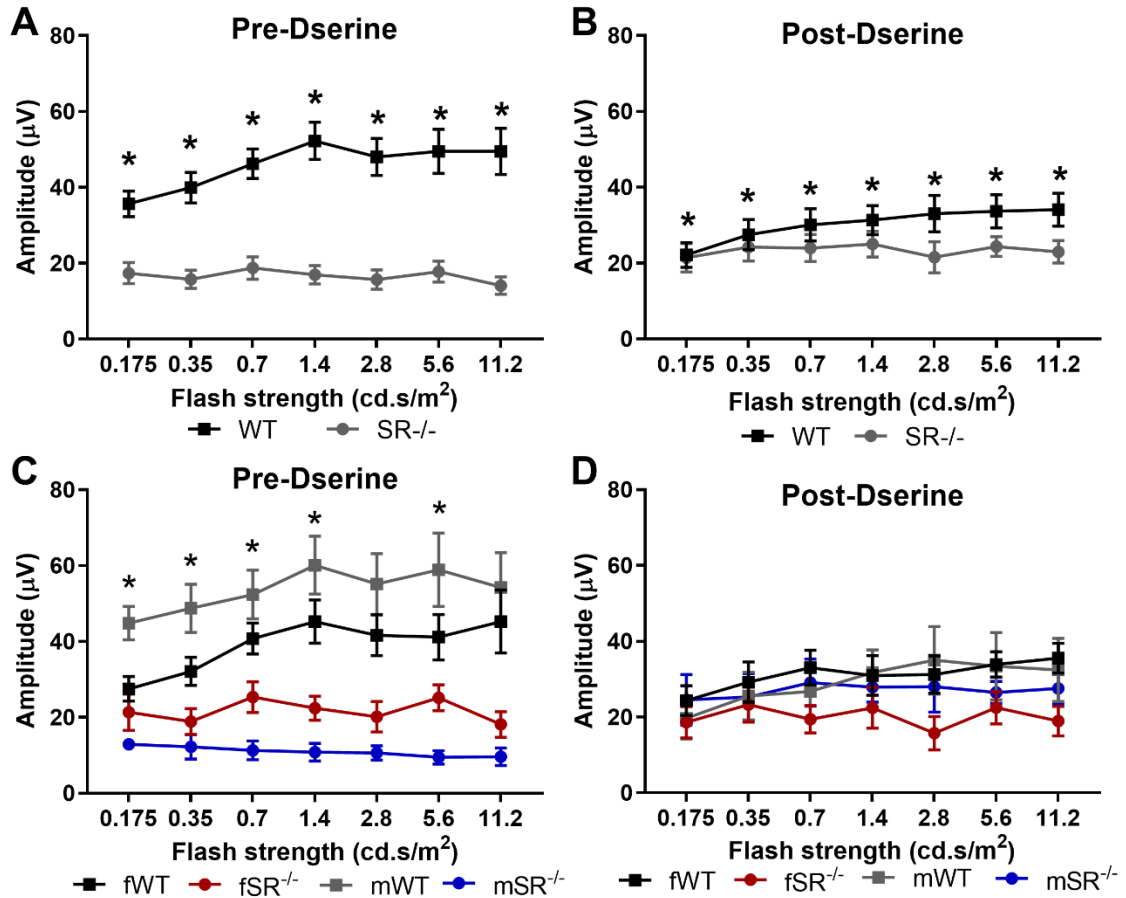 A
Pre-Dserine
Amplitude (μV)
80
60
40
20
0
* * * * * * *
0.175 0.35 0.7 1.4 2.8 5.6 11.2
Flash strength (cd.s/m²)
WT SR-/-
B
Post-Dserine
Amplitude (μV)
80
60
40
20
0
* * * * * * *
0.175 0.35 0.7 1.4 2.8 5.6 11.2
Flash strength (cd.s/m²)
WT SR-/-
C
Pre-Dserine
Amplitude (μV)
80
60
40
20
0
* * * * *
0.175 0.35 0.7 1.4 2.8 5.6 11.2
Flash strength (cd.s/m²)
fWT fSR⁻/⁻ mWT mSR⁻/⁻
D
Post-Dserine
Amplitude (μV)
80
60
40
20
0
0.175 0.35 0.7 1.4 2.8 5.6 11.2
Flash strength (cd.s/m²)
fWT fSR⁻/⁻ mWT mSR⁻/⁻